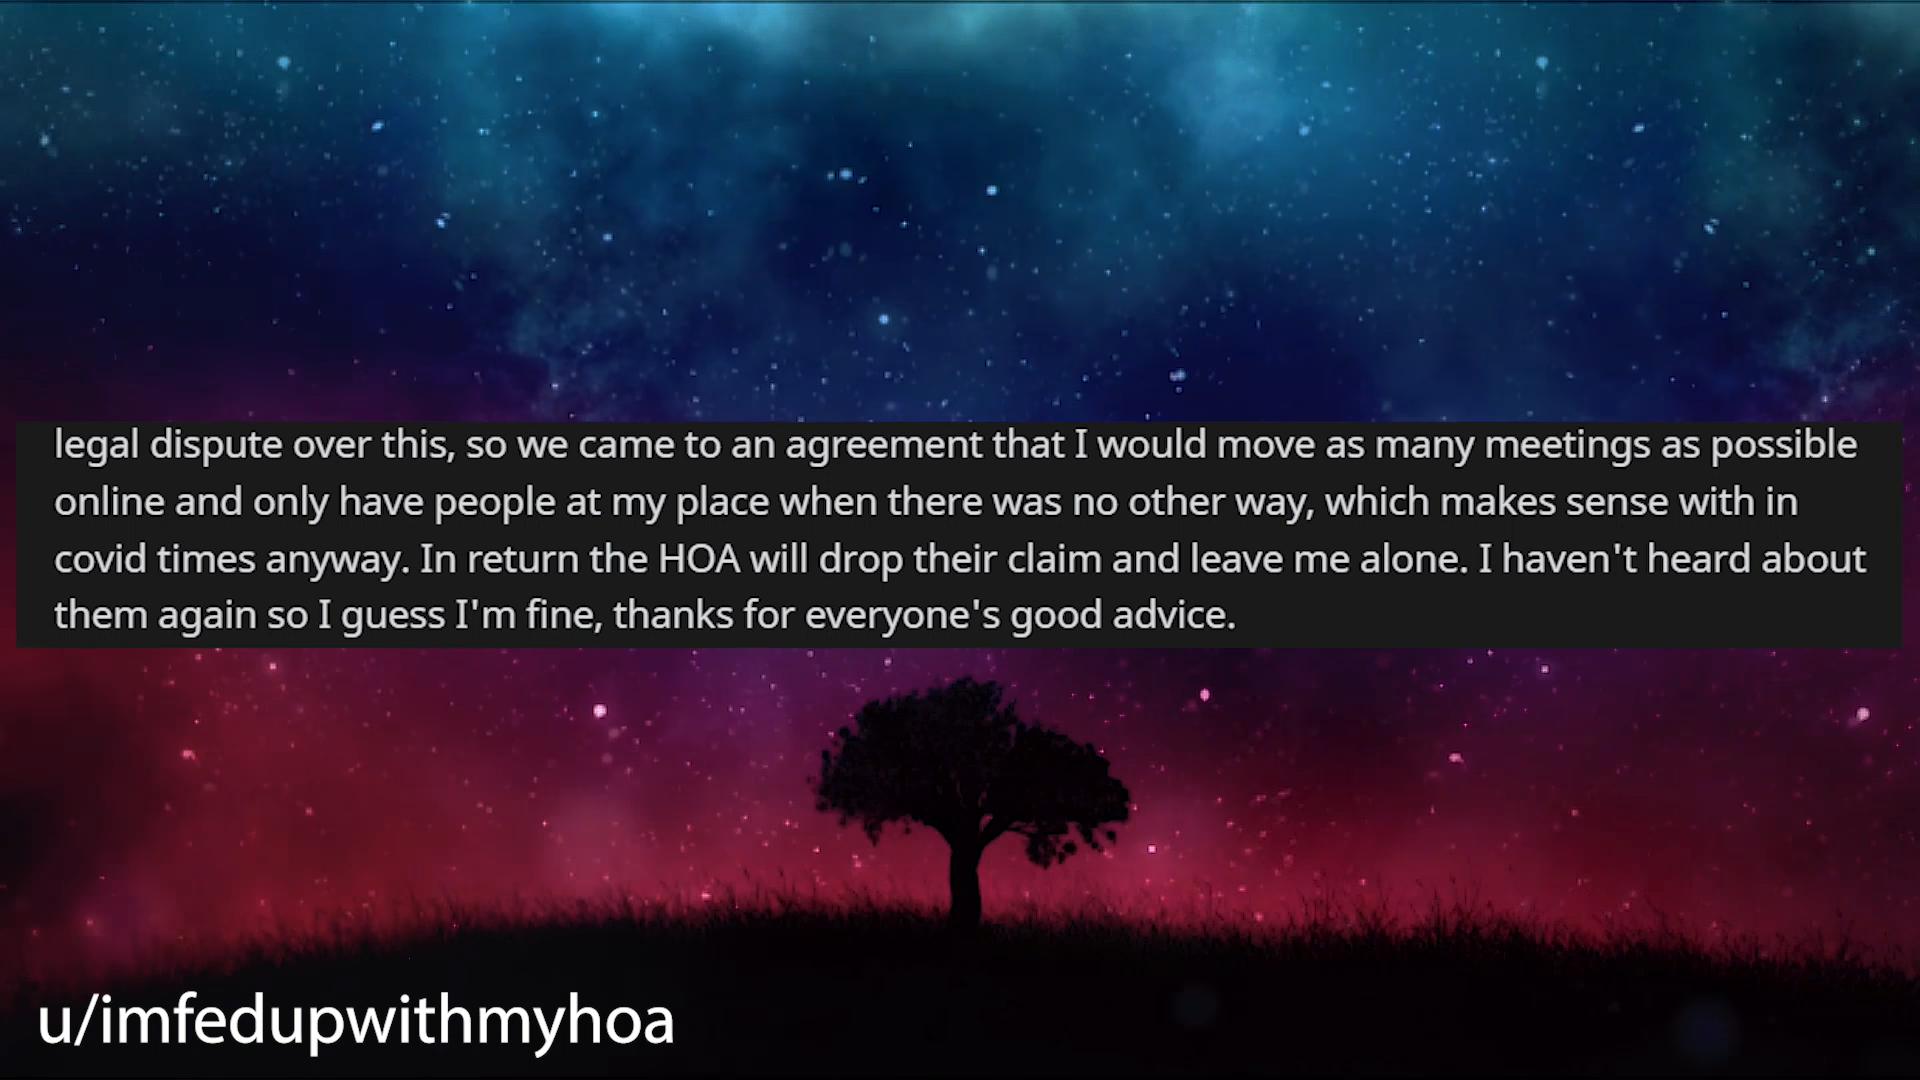 legal dispute over this, so we came to an agreement that I would move as many meetings as possible
online and only have people at my place when there was no other way, which makes sense with in
covid times anyway. In return the HOA will drop their claim and leave me alone. I haven't heard about
them again so I guess I'm fine, thanks for everyone's good advice.
u/imfedupwithmyhoa